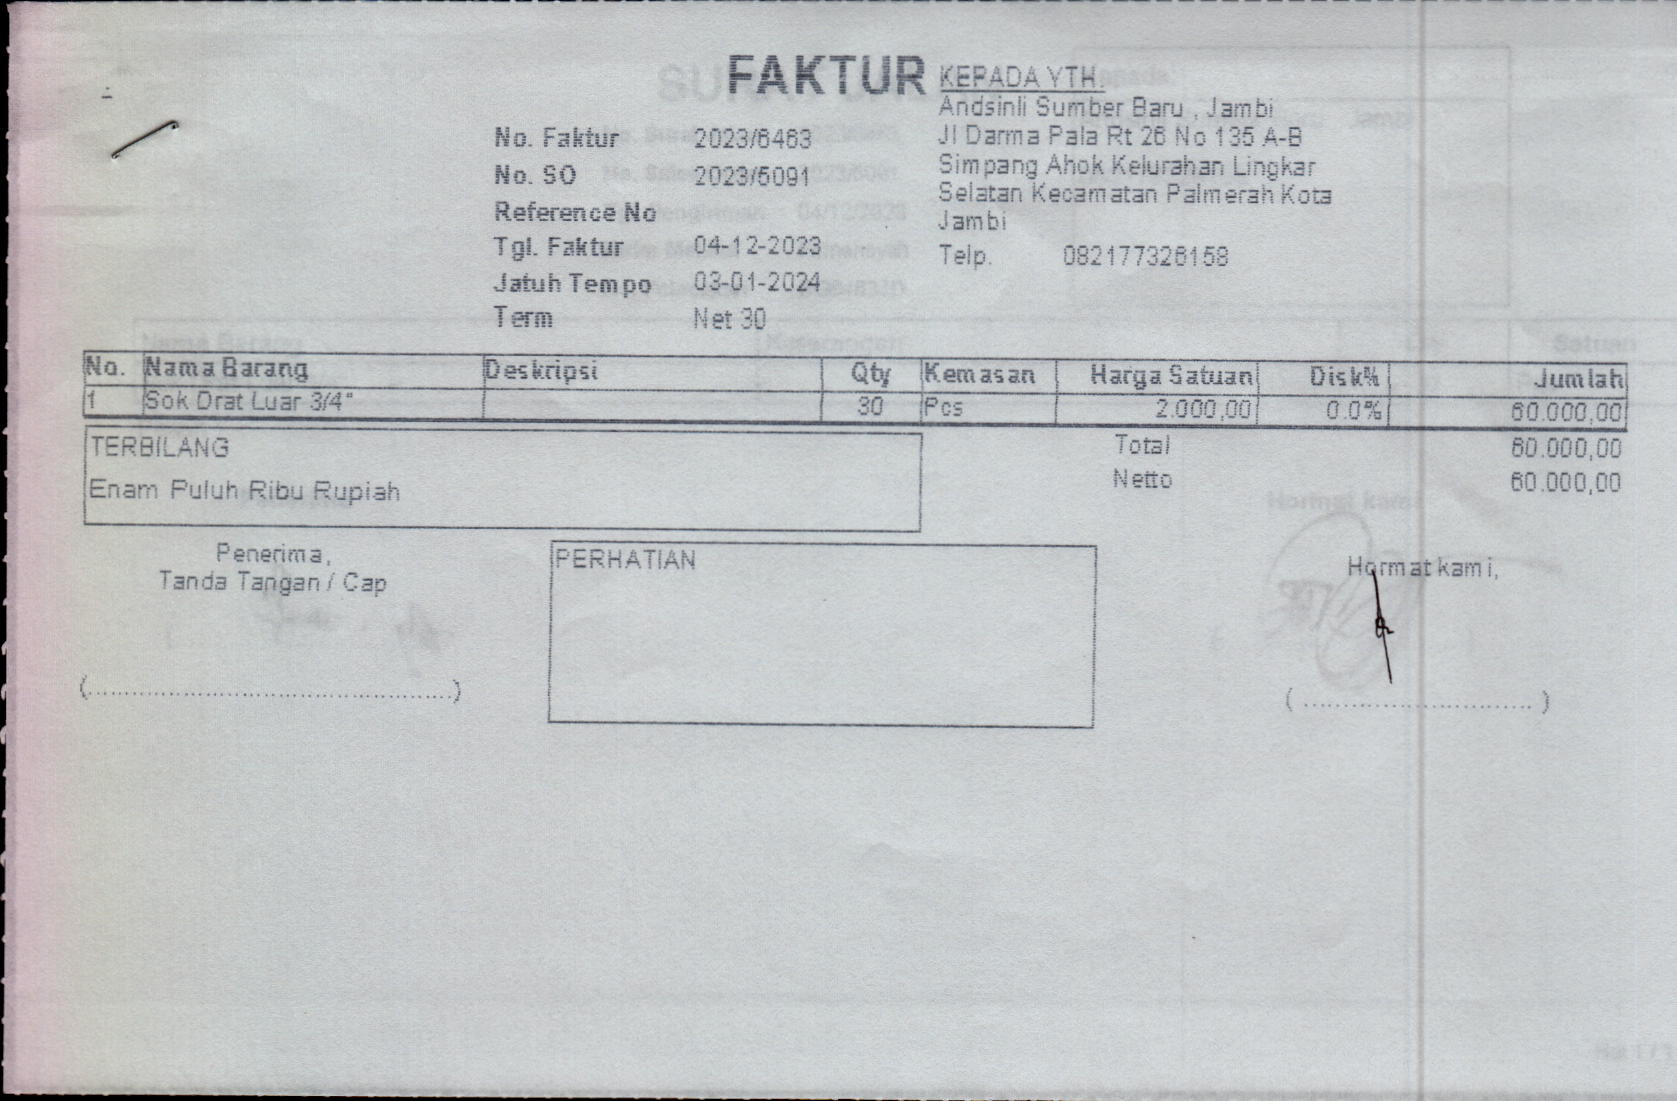 FAKTUR
No. Faktur 2023/6463
No. SO 2023/5091
Reference No
Tgl. Faktur 04-12-2023
Jatuh Tempo 03-01-2024
Term Net 30
KEPADA YTH.
Andsinli Sumber Baru , Jambi
Jl Darma Pala Rt 26 No 135 A-B
Simpang Ahok Kelurahan Lingkar
Selatan Kecamatan Palmerah Kota
Jambi
Telp. 082177326158
No. Nama Barang Deskripsi Qty Kemasan Harga Satuan Disk% Jumlah
1 Sok Drat Luar 3/4" 30 Pcs 2.000,00 0.0% 60.000,00
TERBILANG
Enam Puluh Ribu Rupiah
Total 60.000,00
Netto 60.000,00
Penerima,
Tanda Tangan / Cap
(....................................................)
PERHATIAN
Hormat kami,
( ................................ )